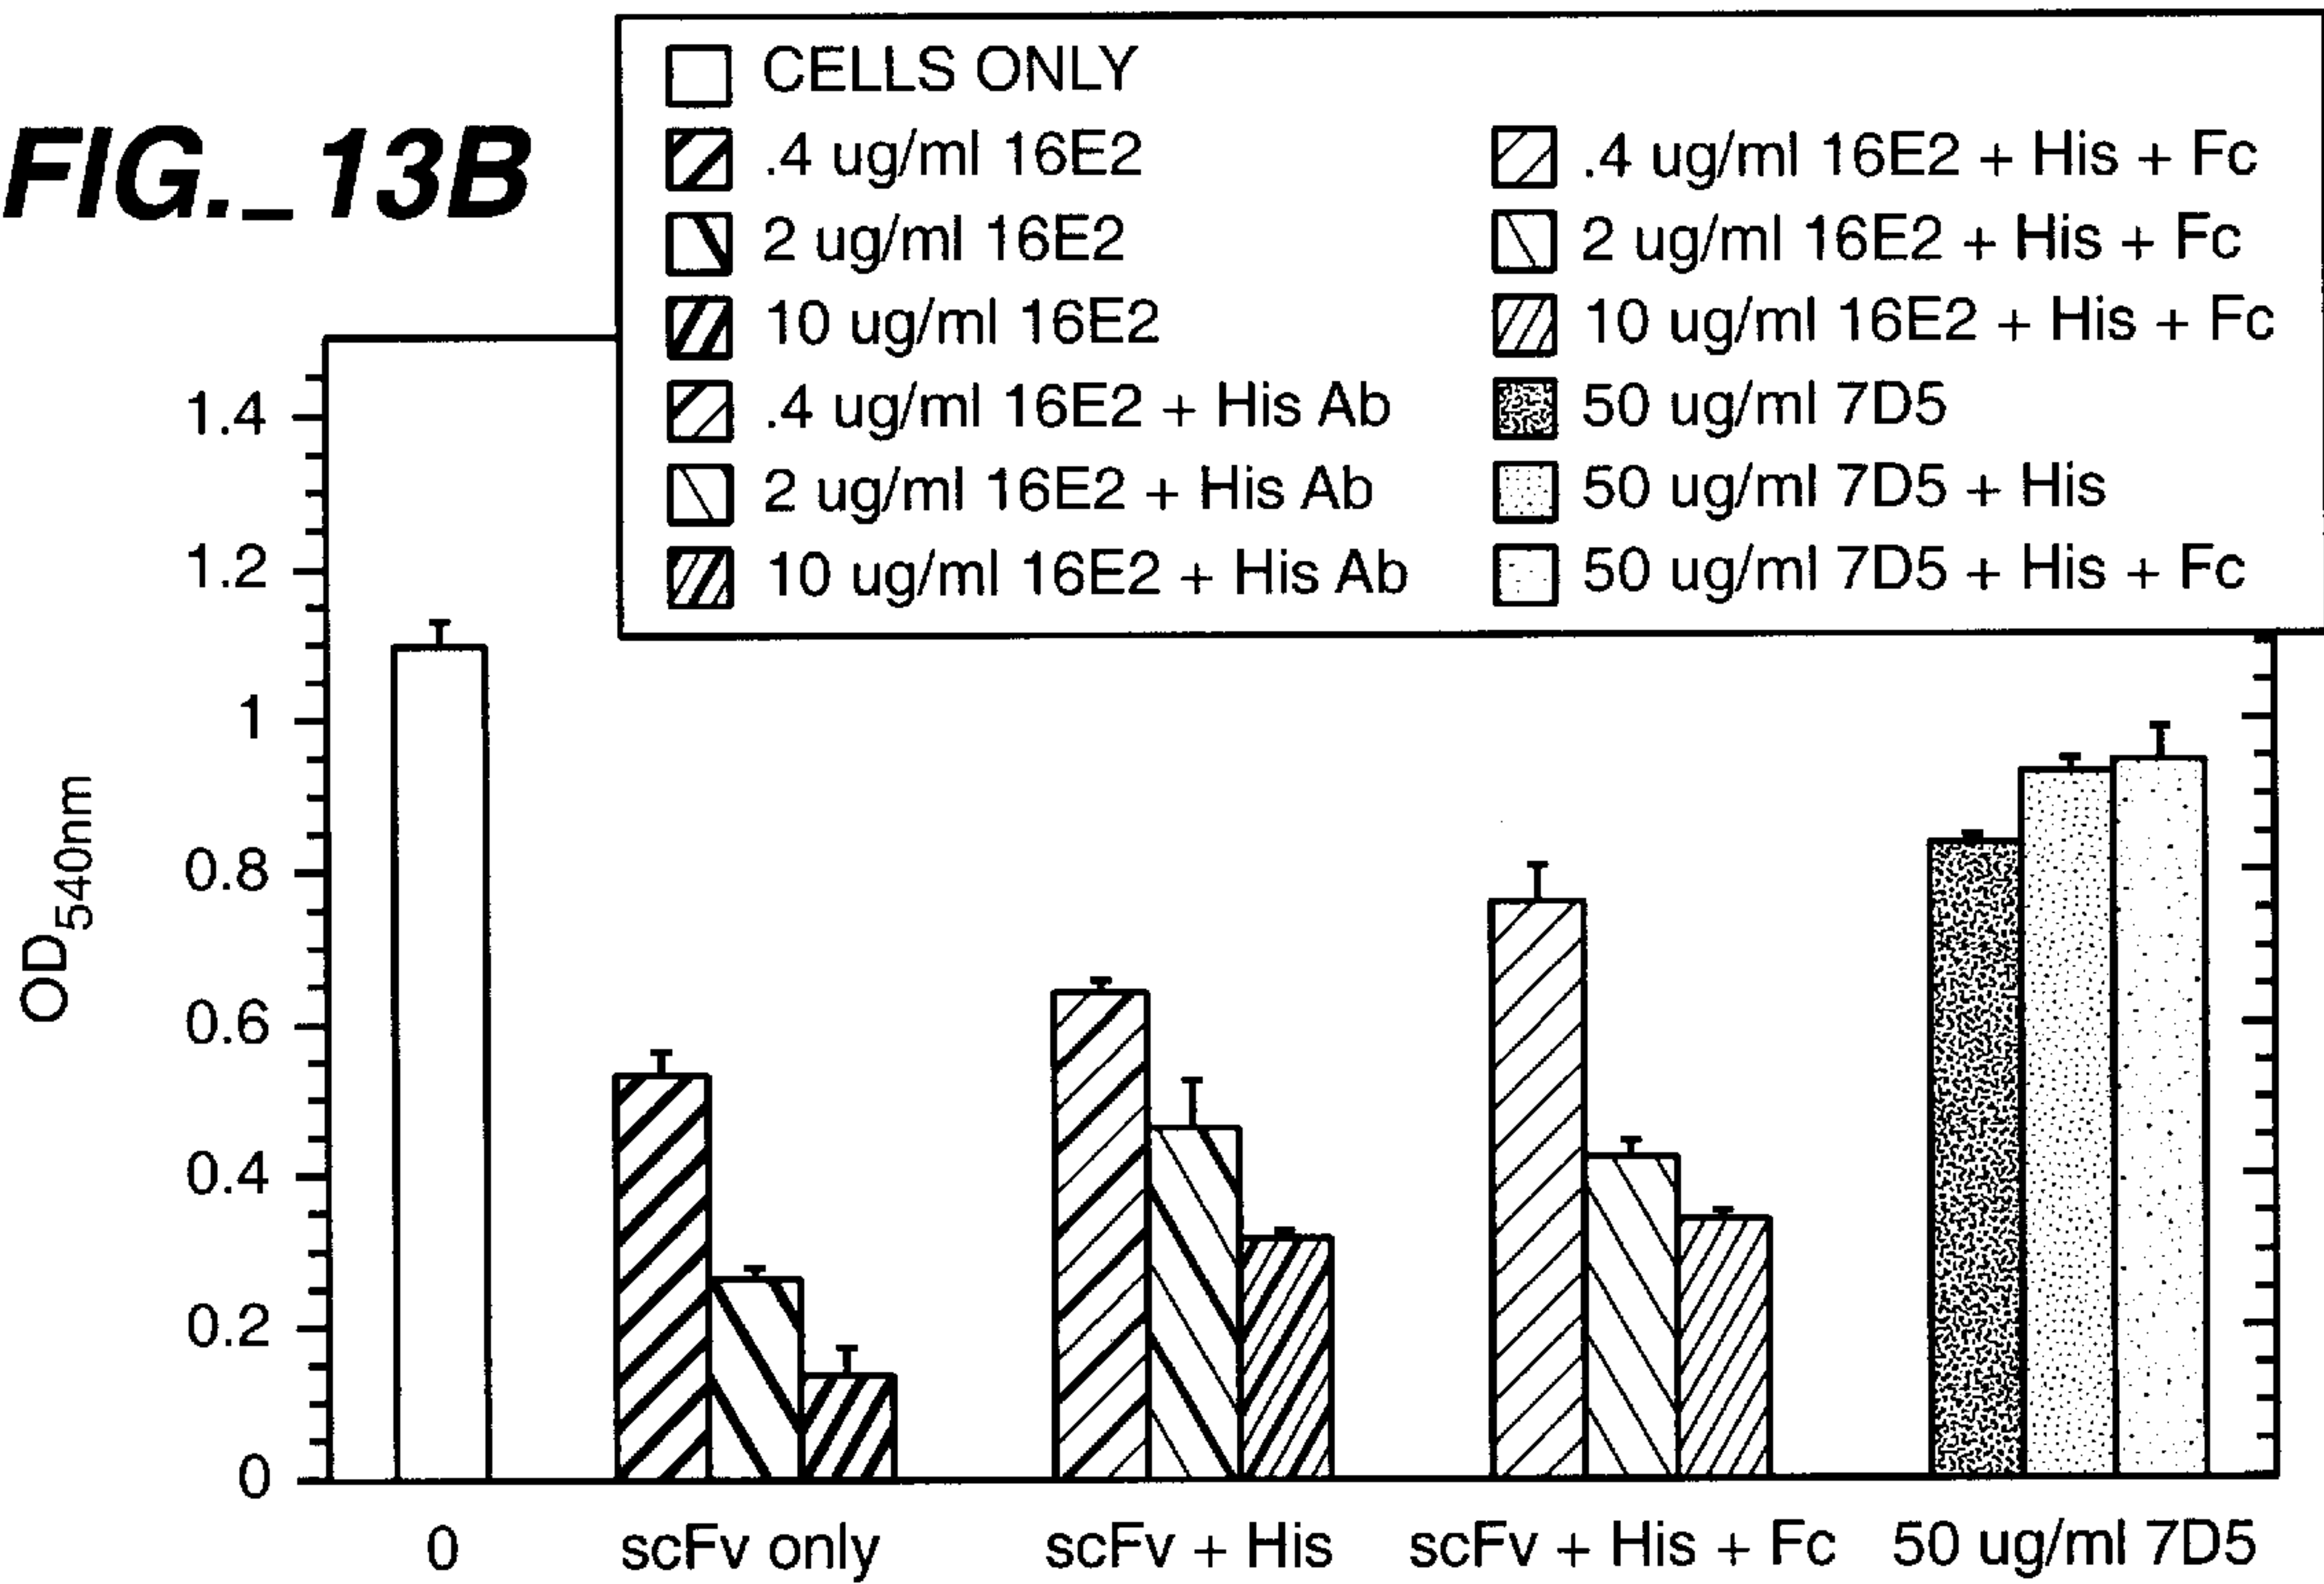 FIG._13B
CELLS ONLY
.4 ug/ml 16E2
2 ug/ml 16E2
10 ug/ml 16E2
.4 ug/ml 16E2 + His Ab
2 ug/ml 16E2 + His Ab
10 ug/ml 16E2 + His Ab
.4 ug/ml 16E2 + His + Fc
2 ug/ml 16E2 + His + Fc
10 ug/ml 16E2 + His + Fc
50 ug/ml 7D5
50 ug/ml 7D5 + His
50 ug/ml 7D5 + His + Fc
OD540nm
1.4
1.2
1
0.8
0.6
0.4
0.2
0
0 scFv only scFv + His scFv + His + Fc 50 ug/ml 7D5